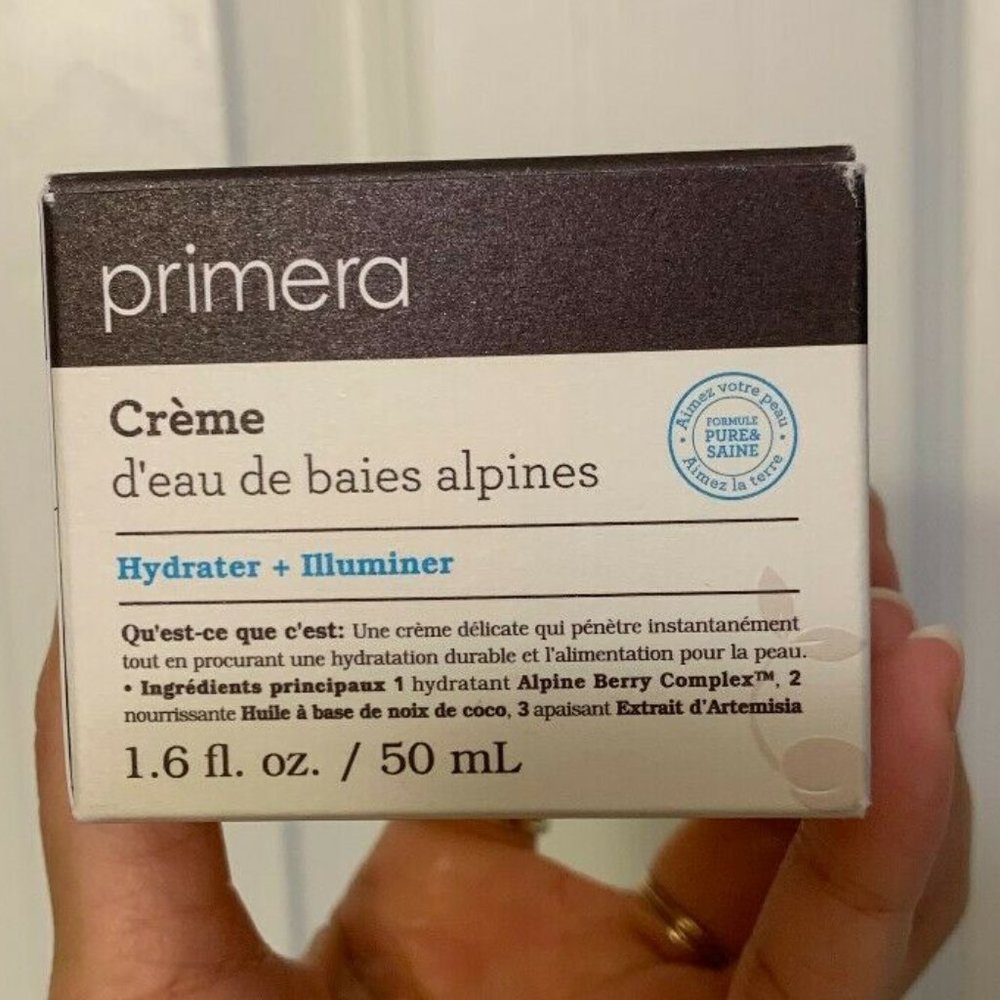 primera
Crème
d'eau de baies alpines
Aimez votre peau
FORMULE
PURE&
SAINE
Aimez la terre
Hydrater + Illuminer
Qu'est-ce que c'est: Une crème délicate qui pénètre instantanément
tout en procurant une hydratation durable et l'alimentation pour la peau.
• Ingrédients principaux 1 hydratant Alpine Berry Complex™, 2
nourrissante Huile à base de noix de coco, 3 apaisant Extrait d'Artemisia
1.6 fl. oz. / 50 mL